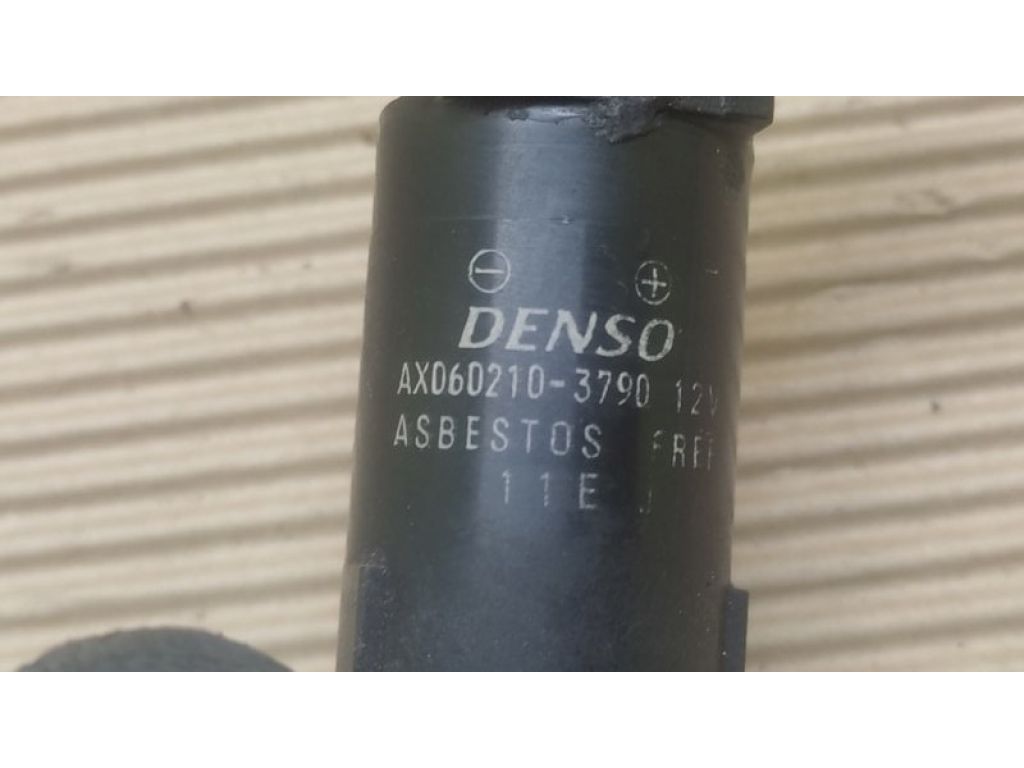 ⊖ ⊕
DENSO
AX060210-3790 12V
ASBESTOS FREE
11E J